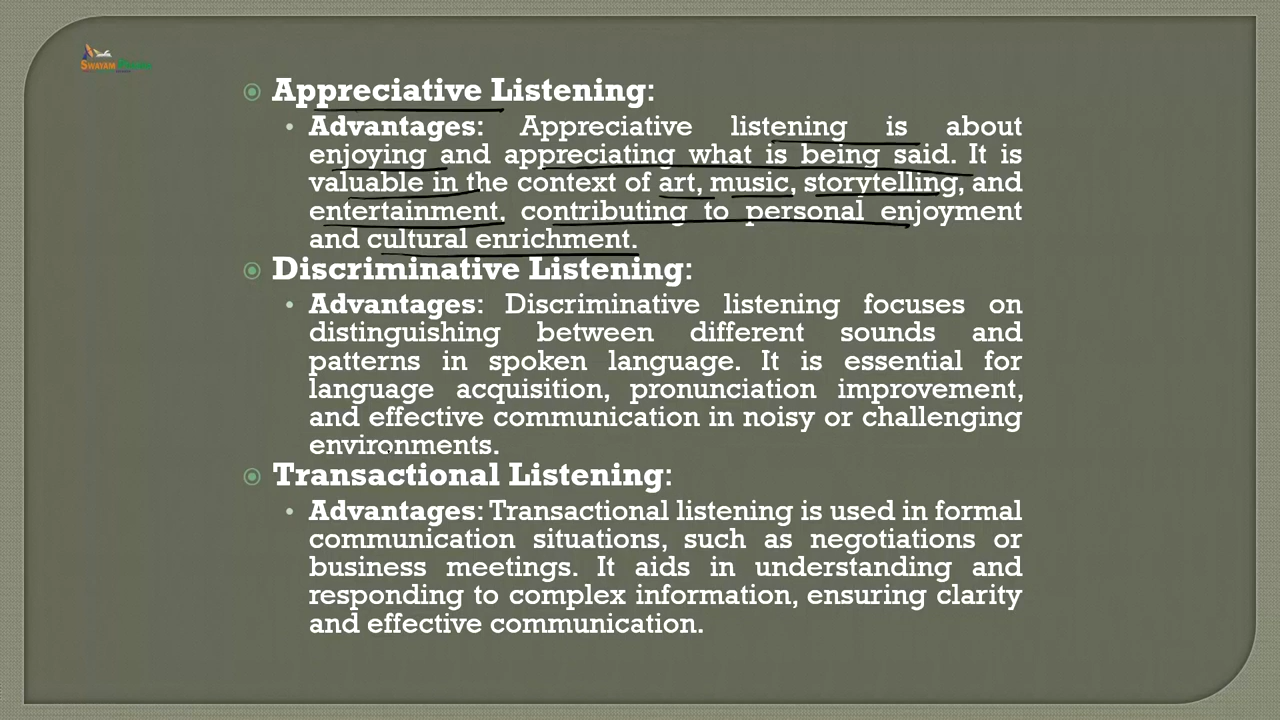 SWAYAM
Appreciative Listening:
Advantages: Appreciative listening is about
enjoying and appreciating what is being said. It is
valuable in the context of art, music, storytelling, and
entertainment, contributing to personal enjoyment
and cultural enrichment.
Discriminative Listening:
Advantages: Discriminative listening focuses on
distinguishing between different sounds and
patterns in spoken language. It is essential for
language acquisition, pronunciation improvement,
and effective communication in noisy or challenging
environments.
Transactional Listening:
Advantages: Transactional listening is used in formal
communication situations, such as negotiations or
business meetings. It aids in understanding and
responding to complex information, ensuring clarity
and effective communication.